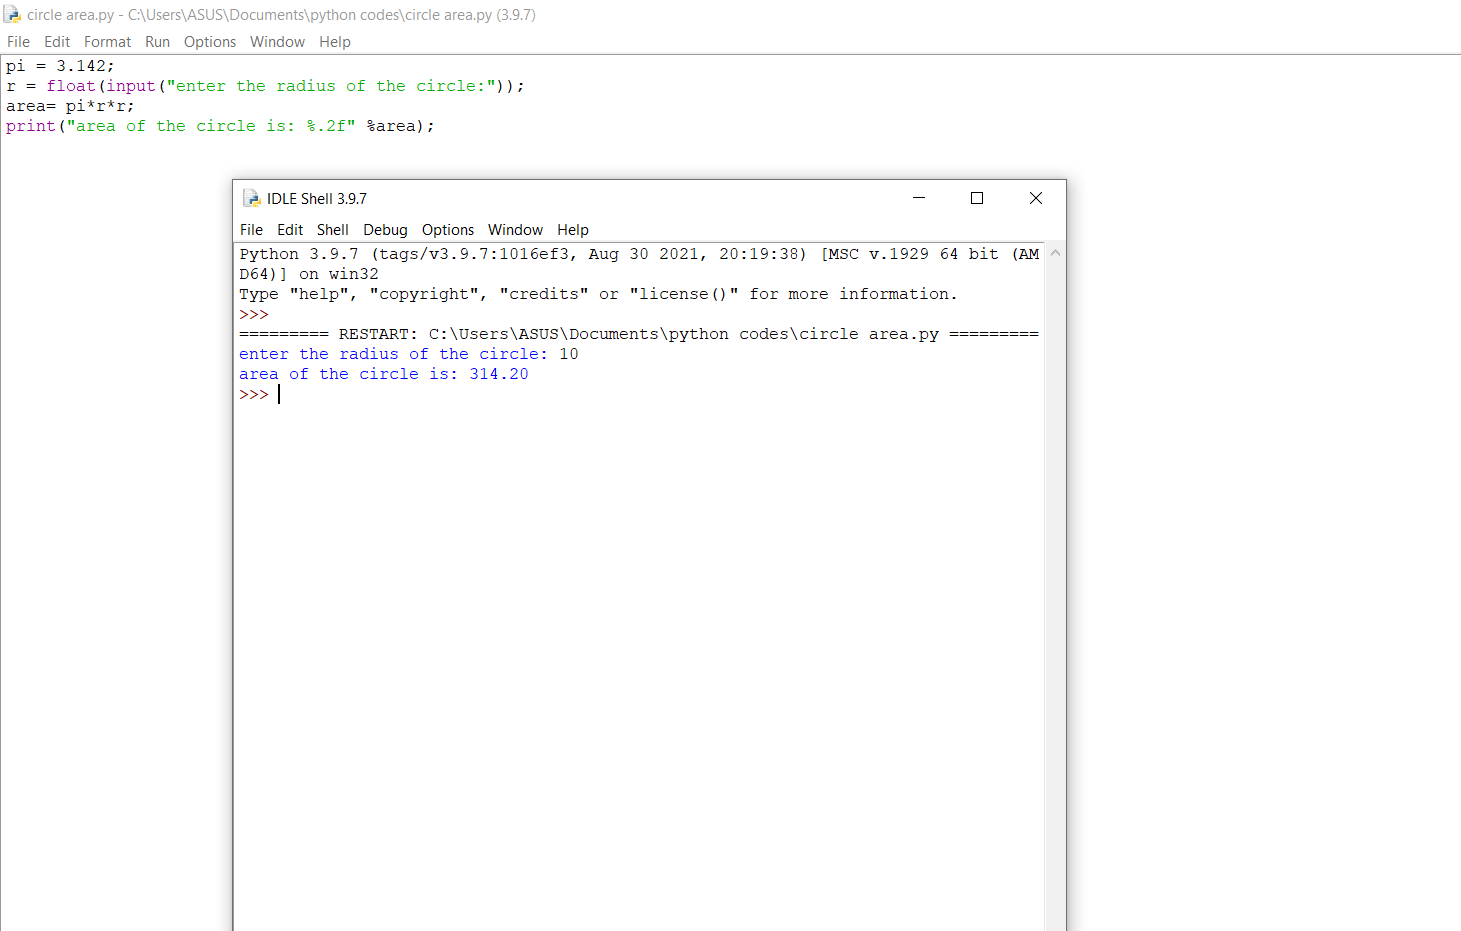 circle area.py - C:\Users\ASUS\Documents\python codes\circle area.py (3.9.7)
File Edit Format Run Options Window Help
pi = 3.142;
r = float(input("enter the radius of the circle:"));
area= pi*r*r;
print("area of the circle is: %.2f" %area);
IDLE Shell 3.9.7
File Edit Shell Debug Options Window Help
Python 3.9.7 (tags/v3.9.7:1016ef3, Aug 30 2021, 20:19:38) [MSC v.1929 64 bit (AM
D64)] on win32
Type "help", "copyright", "credits" or "license()" for more information.
>>>
========= RESTART: C:\Users\ASUS\Documents\python codes\circle area.py =========
enter the radius of the circle: 10
area of the circle is: 314.20
>>>